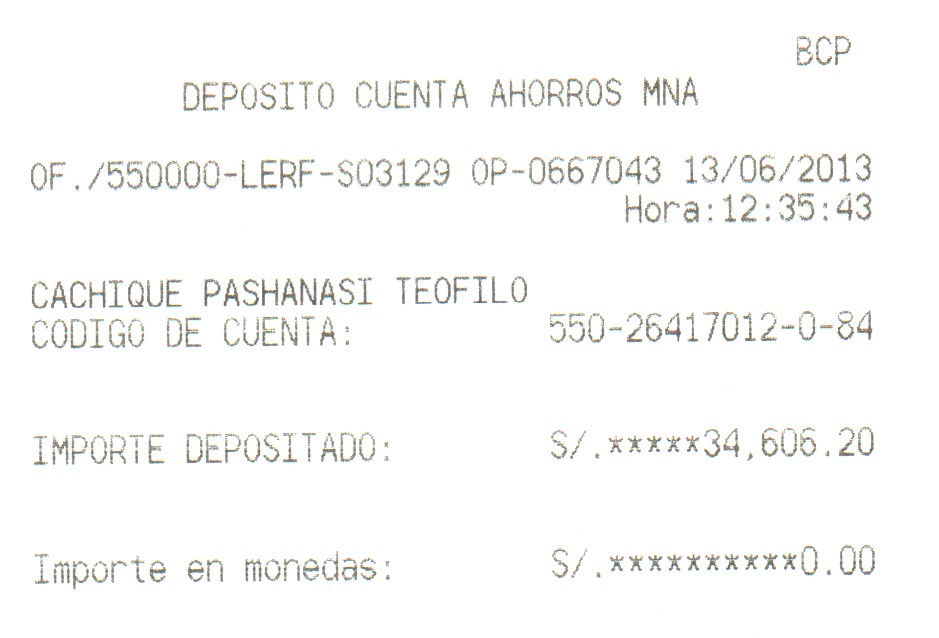 BCP
DEPOSITO CUENTA AHORROS MNA
OF./550000-LERF-S03129 OP-0667043 13/06/2013
Hora:12:35:43
CACHIQUE PASHANASI TEOFILO
CODIGO DE CUENTA: 550-26417012-0-84
IMPORTE DEPOSITADO: S/.*****34,606.20
Importe en monedas: S/.**********0.00